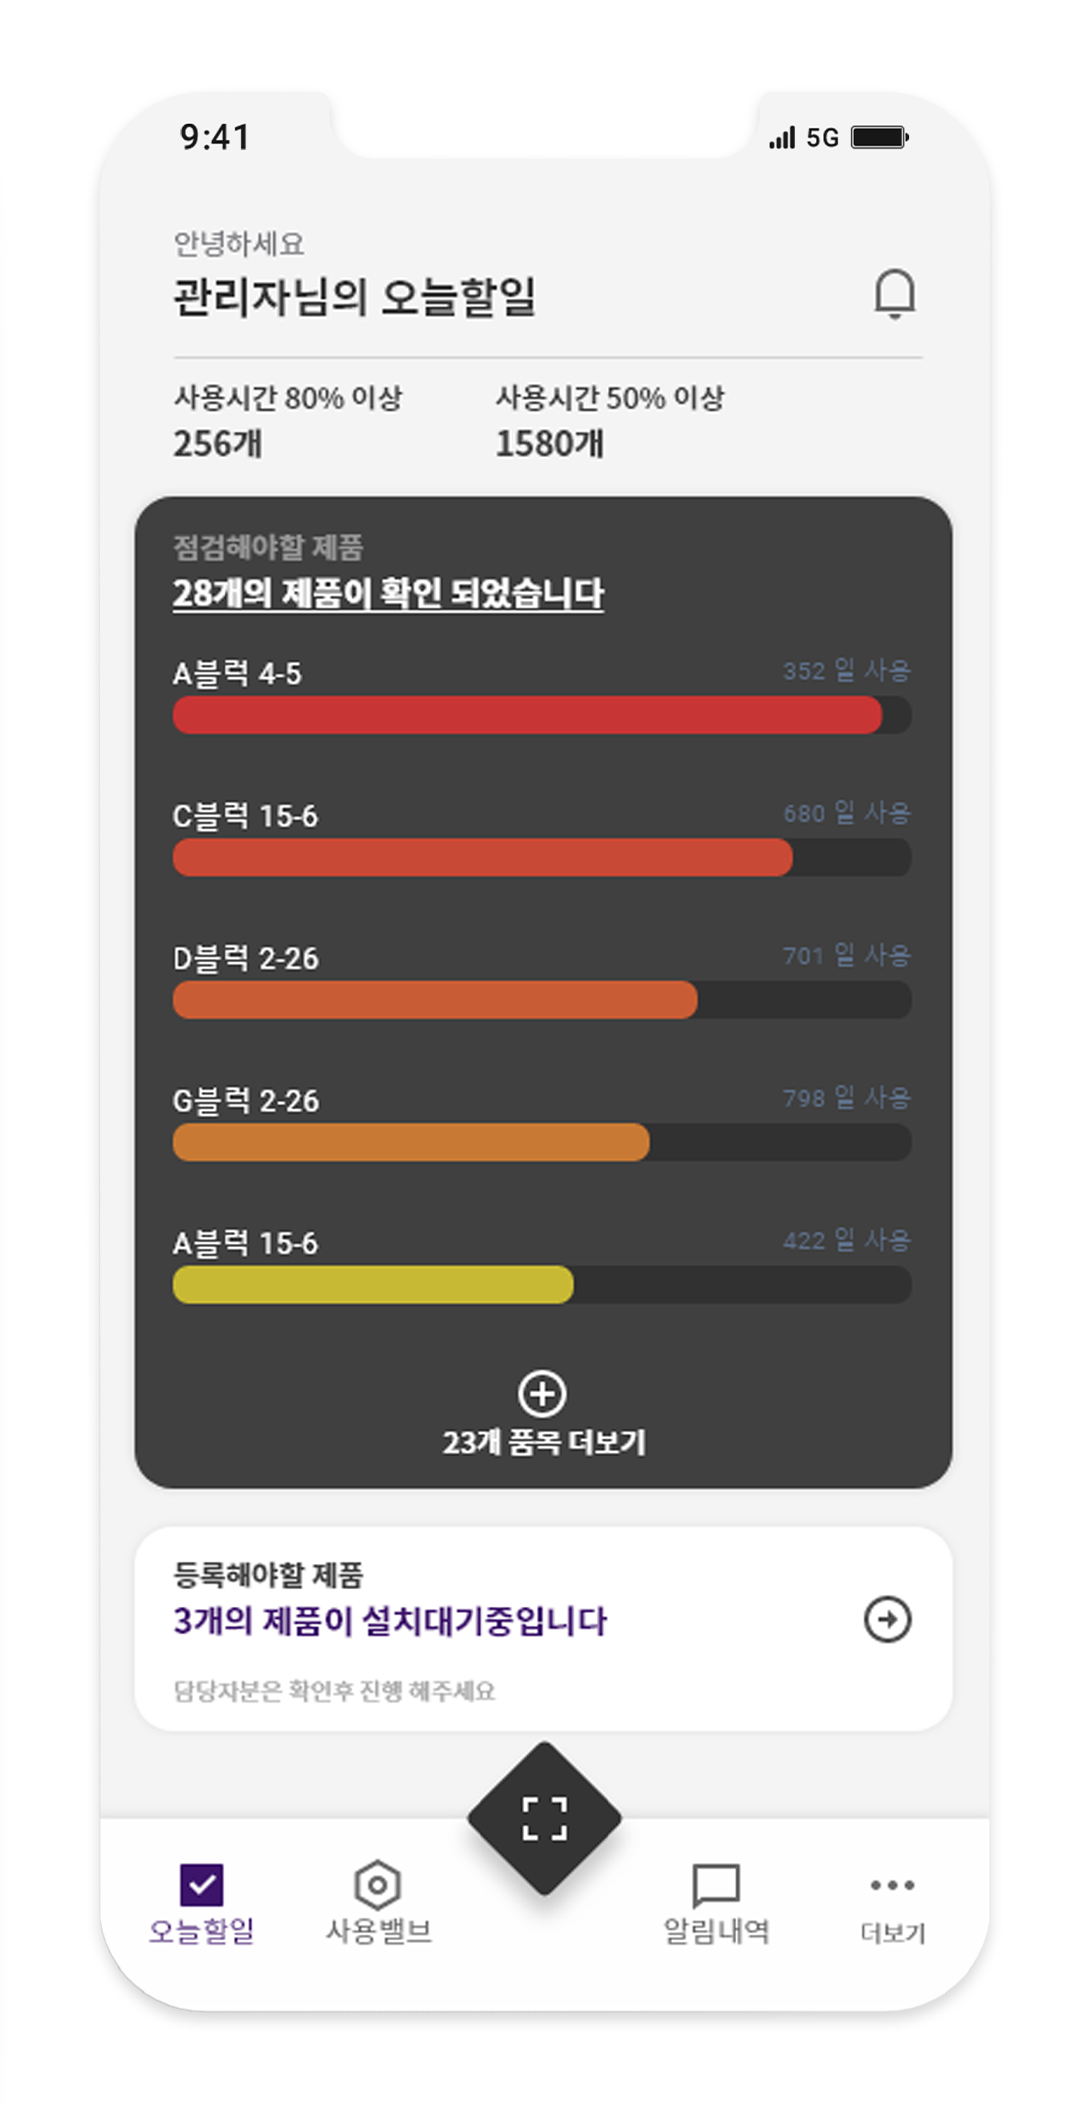 9:41
5G
안녕하세요
관리자님의 오늘할일
사용시간 80% 이상
사용시간 50% 이상
256개
1580개
점검해야할 제품
28개의 제품이 확인 되었습니다
A블럭 4-5
352 일 사용
C블럭 15-6
680 일 사용
D블럭 2-26
701 일 사용
G블럭 2-26
798 일 사용
A블럭 15-6
422 일 사용
23개 품목 더보기
등록해야할 제품
3개의 제품이 설치대기중입니다
담당자분은 확인후 진행 해주세요
오늘할일
사용밸브
알림내역
더보기